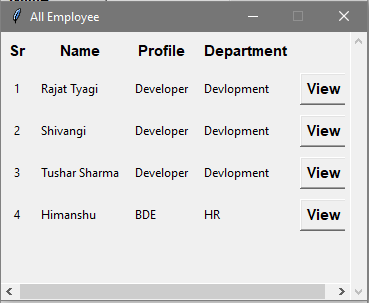 All Employee
Sr Name Profile Department
1 Rajat Tyagi Developer Devlopment View
2 Shivangi Developer Devlopment View
3 Tushar Sharma Developer Devlopment View
4 Himanshu BDE HR View